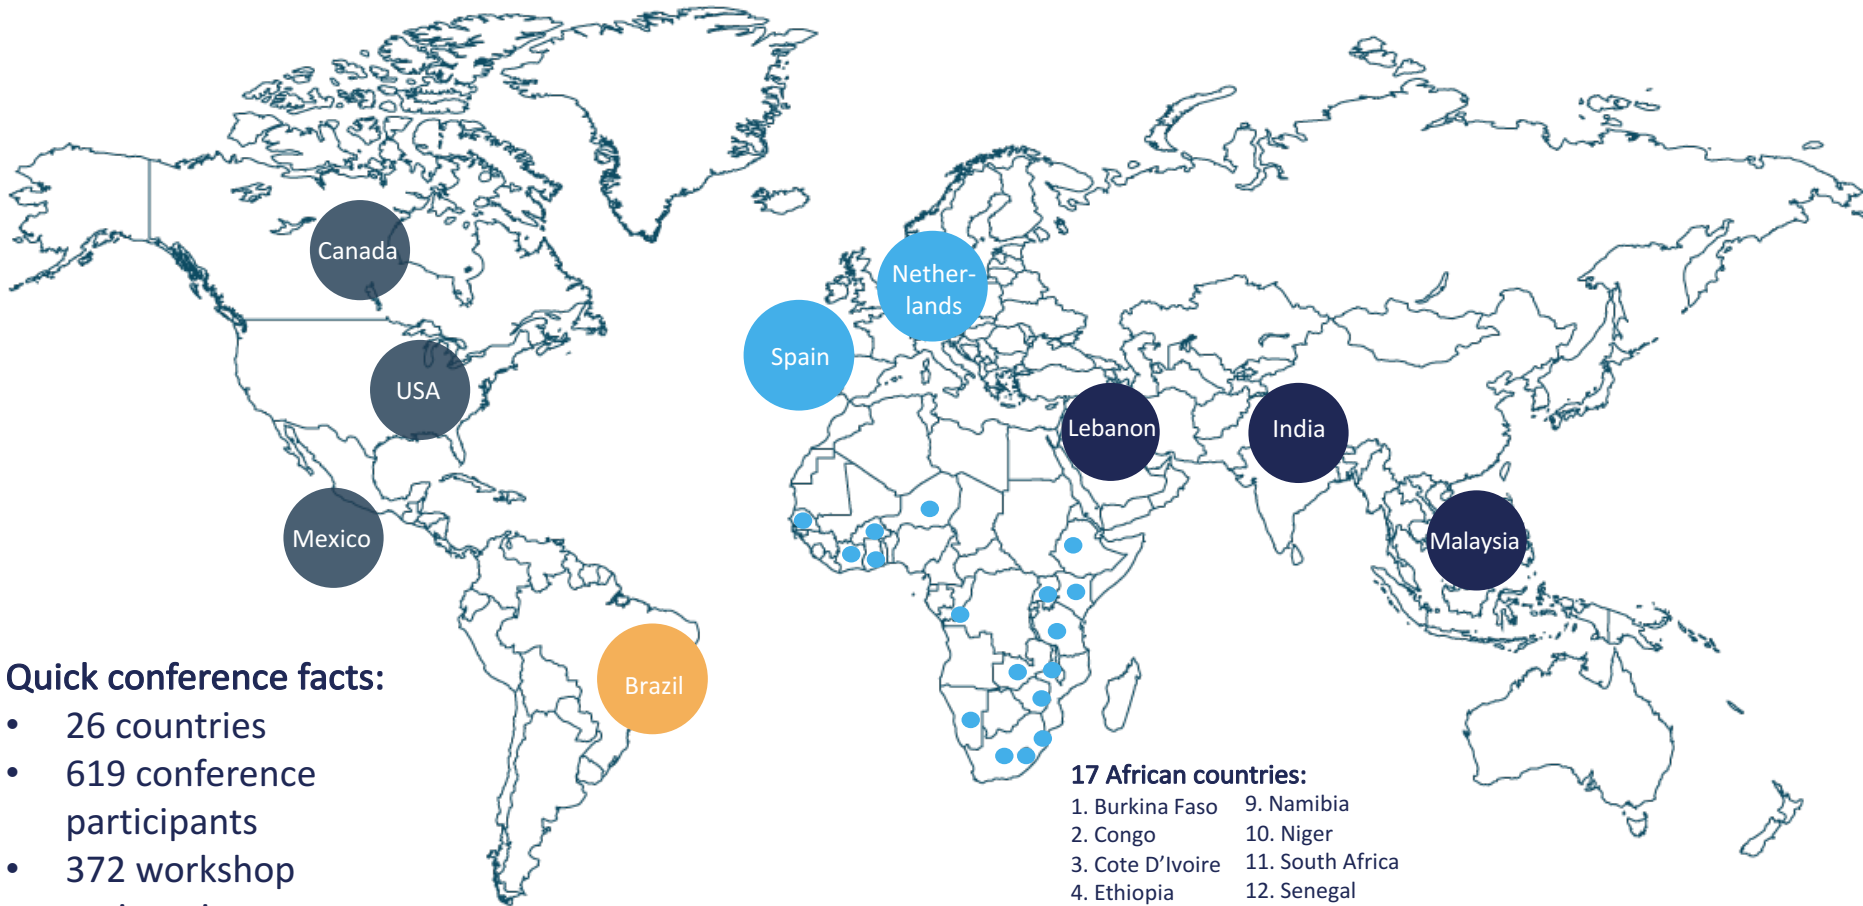 Canada
Nether-
lands
Spain
USA
Lebanon
India
Mexico
Malaysia
Brazil
Quick conference facts:
• 26 countries
• 619 conference
participants
• 372 workshop
17 African countries:
1. Burkina Faso
2. Congo
3. Cote D’Ivoire
4. Ethiopia
9. Namibia
10. Niger
11. South Africa
12. Senegal